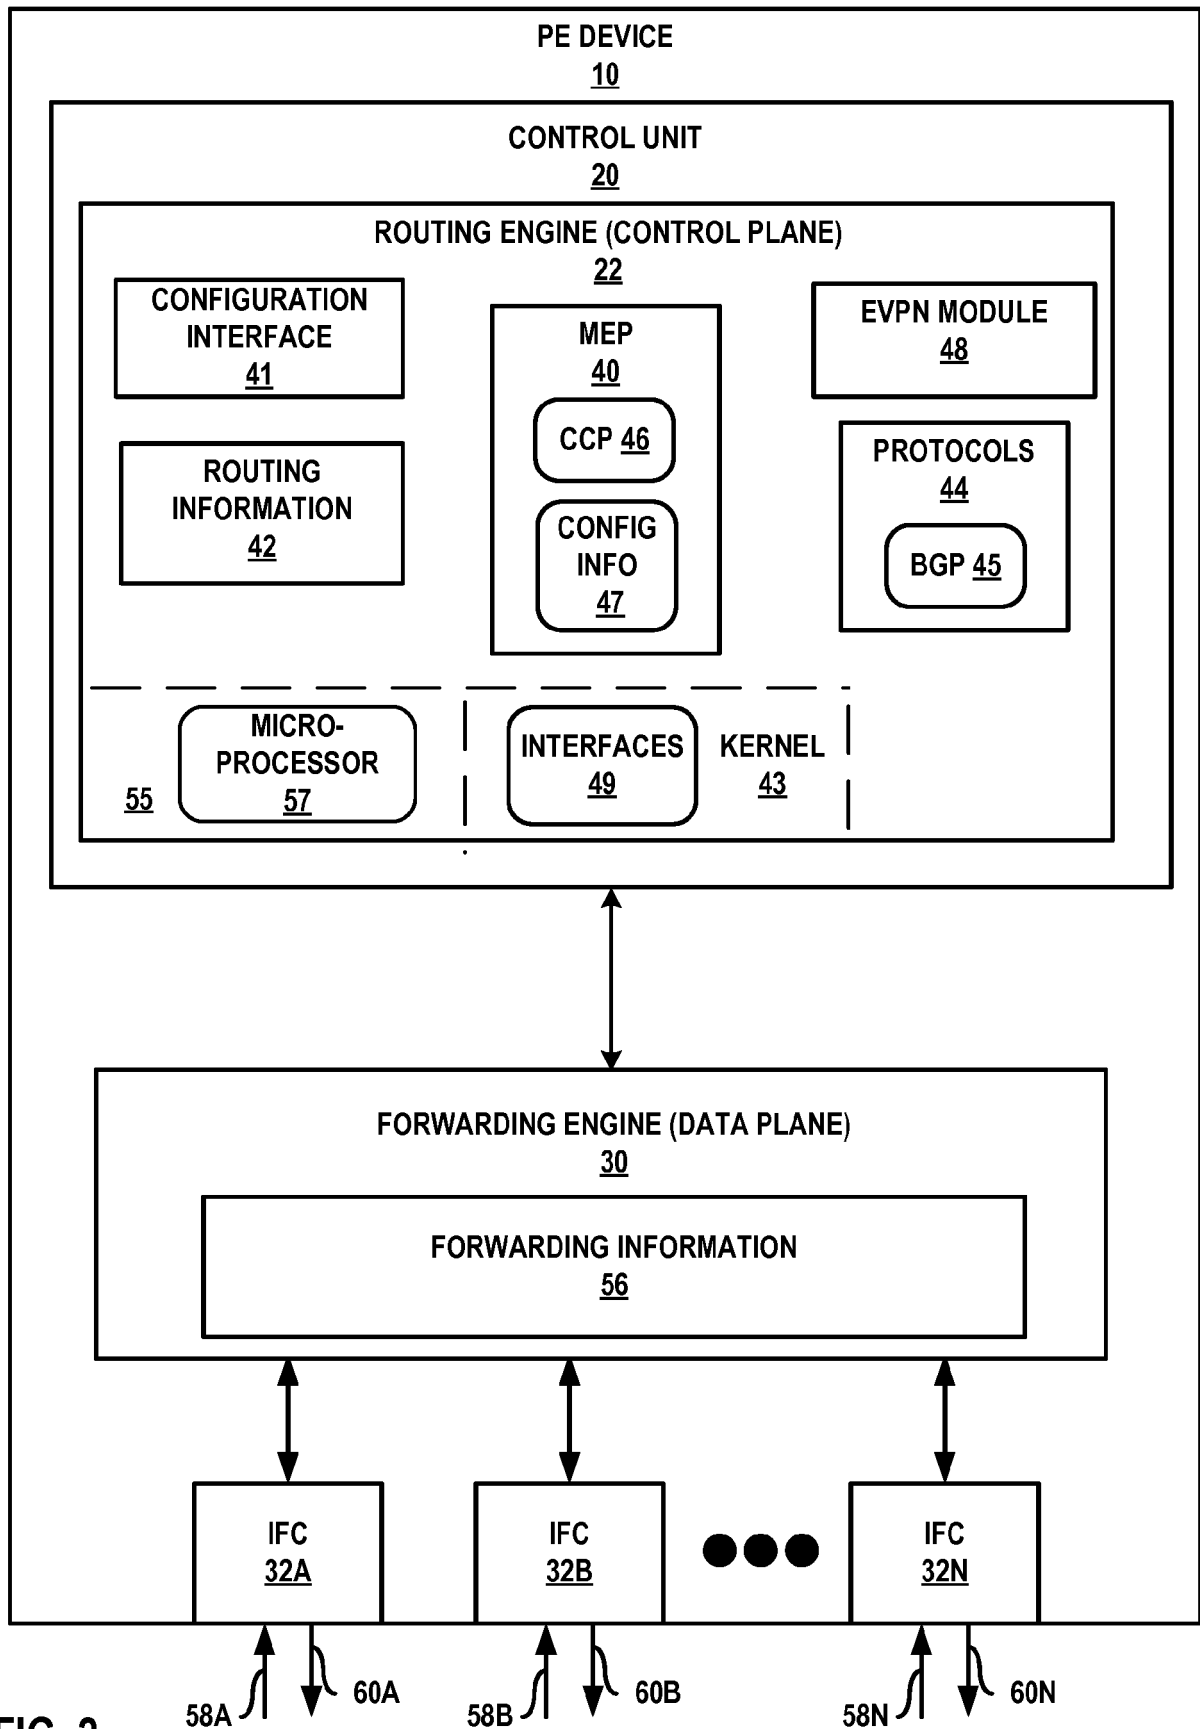 PE DEVICE
10
CONTROL UNIT
20
ROUTING ENGINE (CONTROL PLANE)
22
CONFIGURATION
INTERFACE
41
MEP
40
EVPN MODULE
48
CCP 46
PROTOCOLS
44
ROUTING
INFORMATION
42
CONFIG
INFO
47
BGP 45
MICRO-
PROCESSOR
57
55
INTERFACES
49
KERNEL
43
FORWARDING ENGINE (DATA PLANE)
30
FORWARDING INFORMATION
56
IFC
32A
IFC
32B
IFC
32N
58A
60A
58B
60B
58N
60N